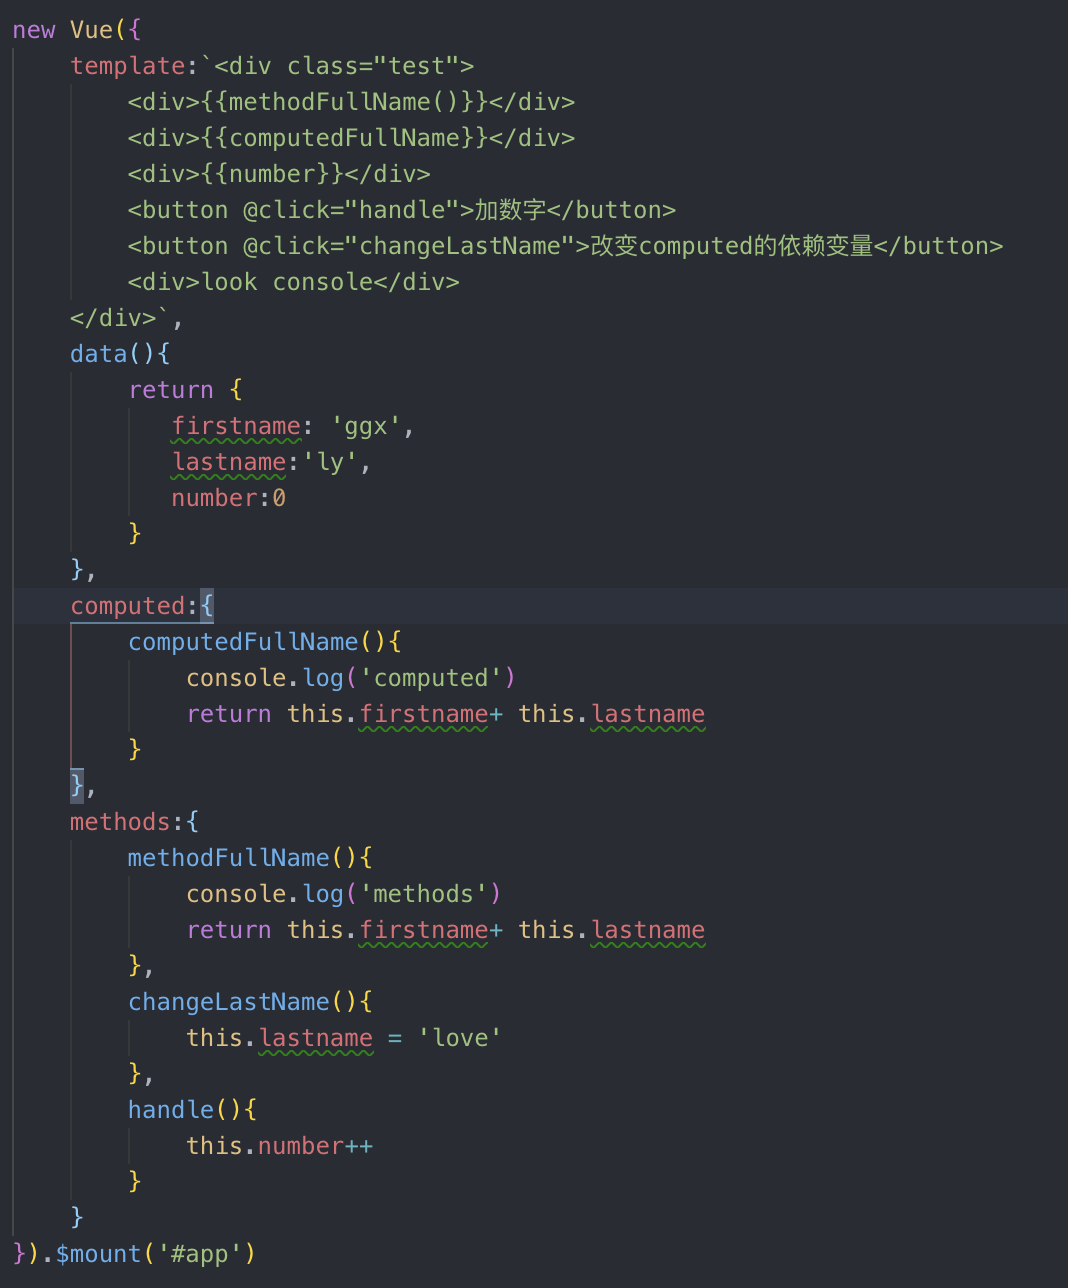 new Vue({
    template:`<div class="test">
        <div>{{methodFullName()}}</div>
        <div>{{computedFullName}}</div>
        <div>{{number}}</div>
        <button @click="handle">加数字</button>
        <button @click="changeLastName">改变computed的依赖变量</button>
        <div>look console</div>
    </div>`,
    data(){
        return {
           firstname: 'ggx',
           lastname:'ly',
           number:0
        }
    },
    computed:{
        computedFullName(){
            console.log('computed')
            return this.firstname+ this.lastname
        }
    },
    methods:{
        methodFullName(){
            console.log('methods')
            return this.firstname+ this.lastname
        },
        changeLastName(){
            this.lastname = 'love'
        },
        handle(){
            this.number++
        }
    }
}).$mount('#app')